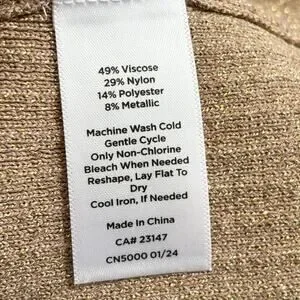 49% Viscose
29% Nylon
14% Polyester
8% Metallic
Machine Wash Cold
Gentle Cycle
Only Non-Chlorine
Bleach When Needed
Reshape, Lay Flat To
Dry
Cool Iron, If Needed
Made In China
CA# 23147
CN5000 01/24